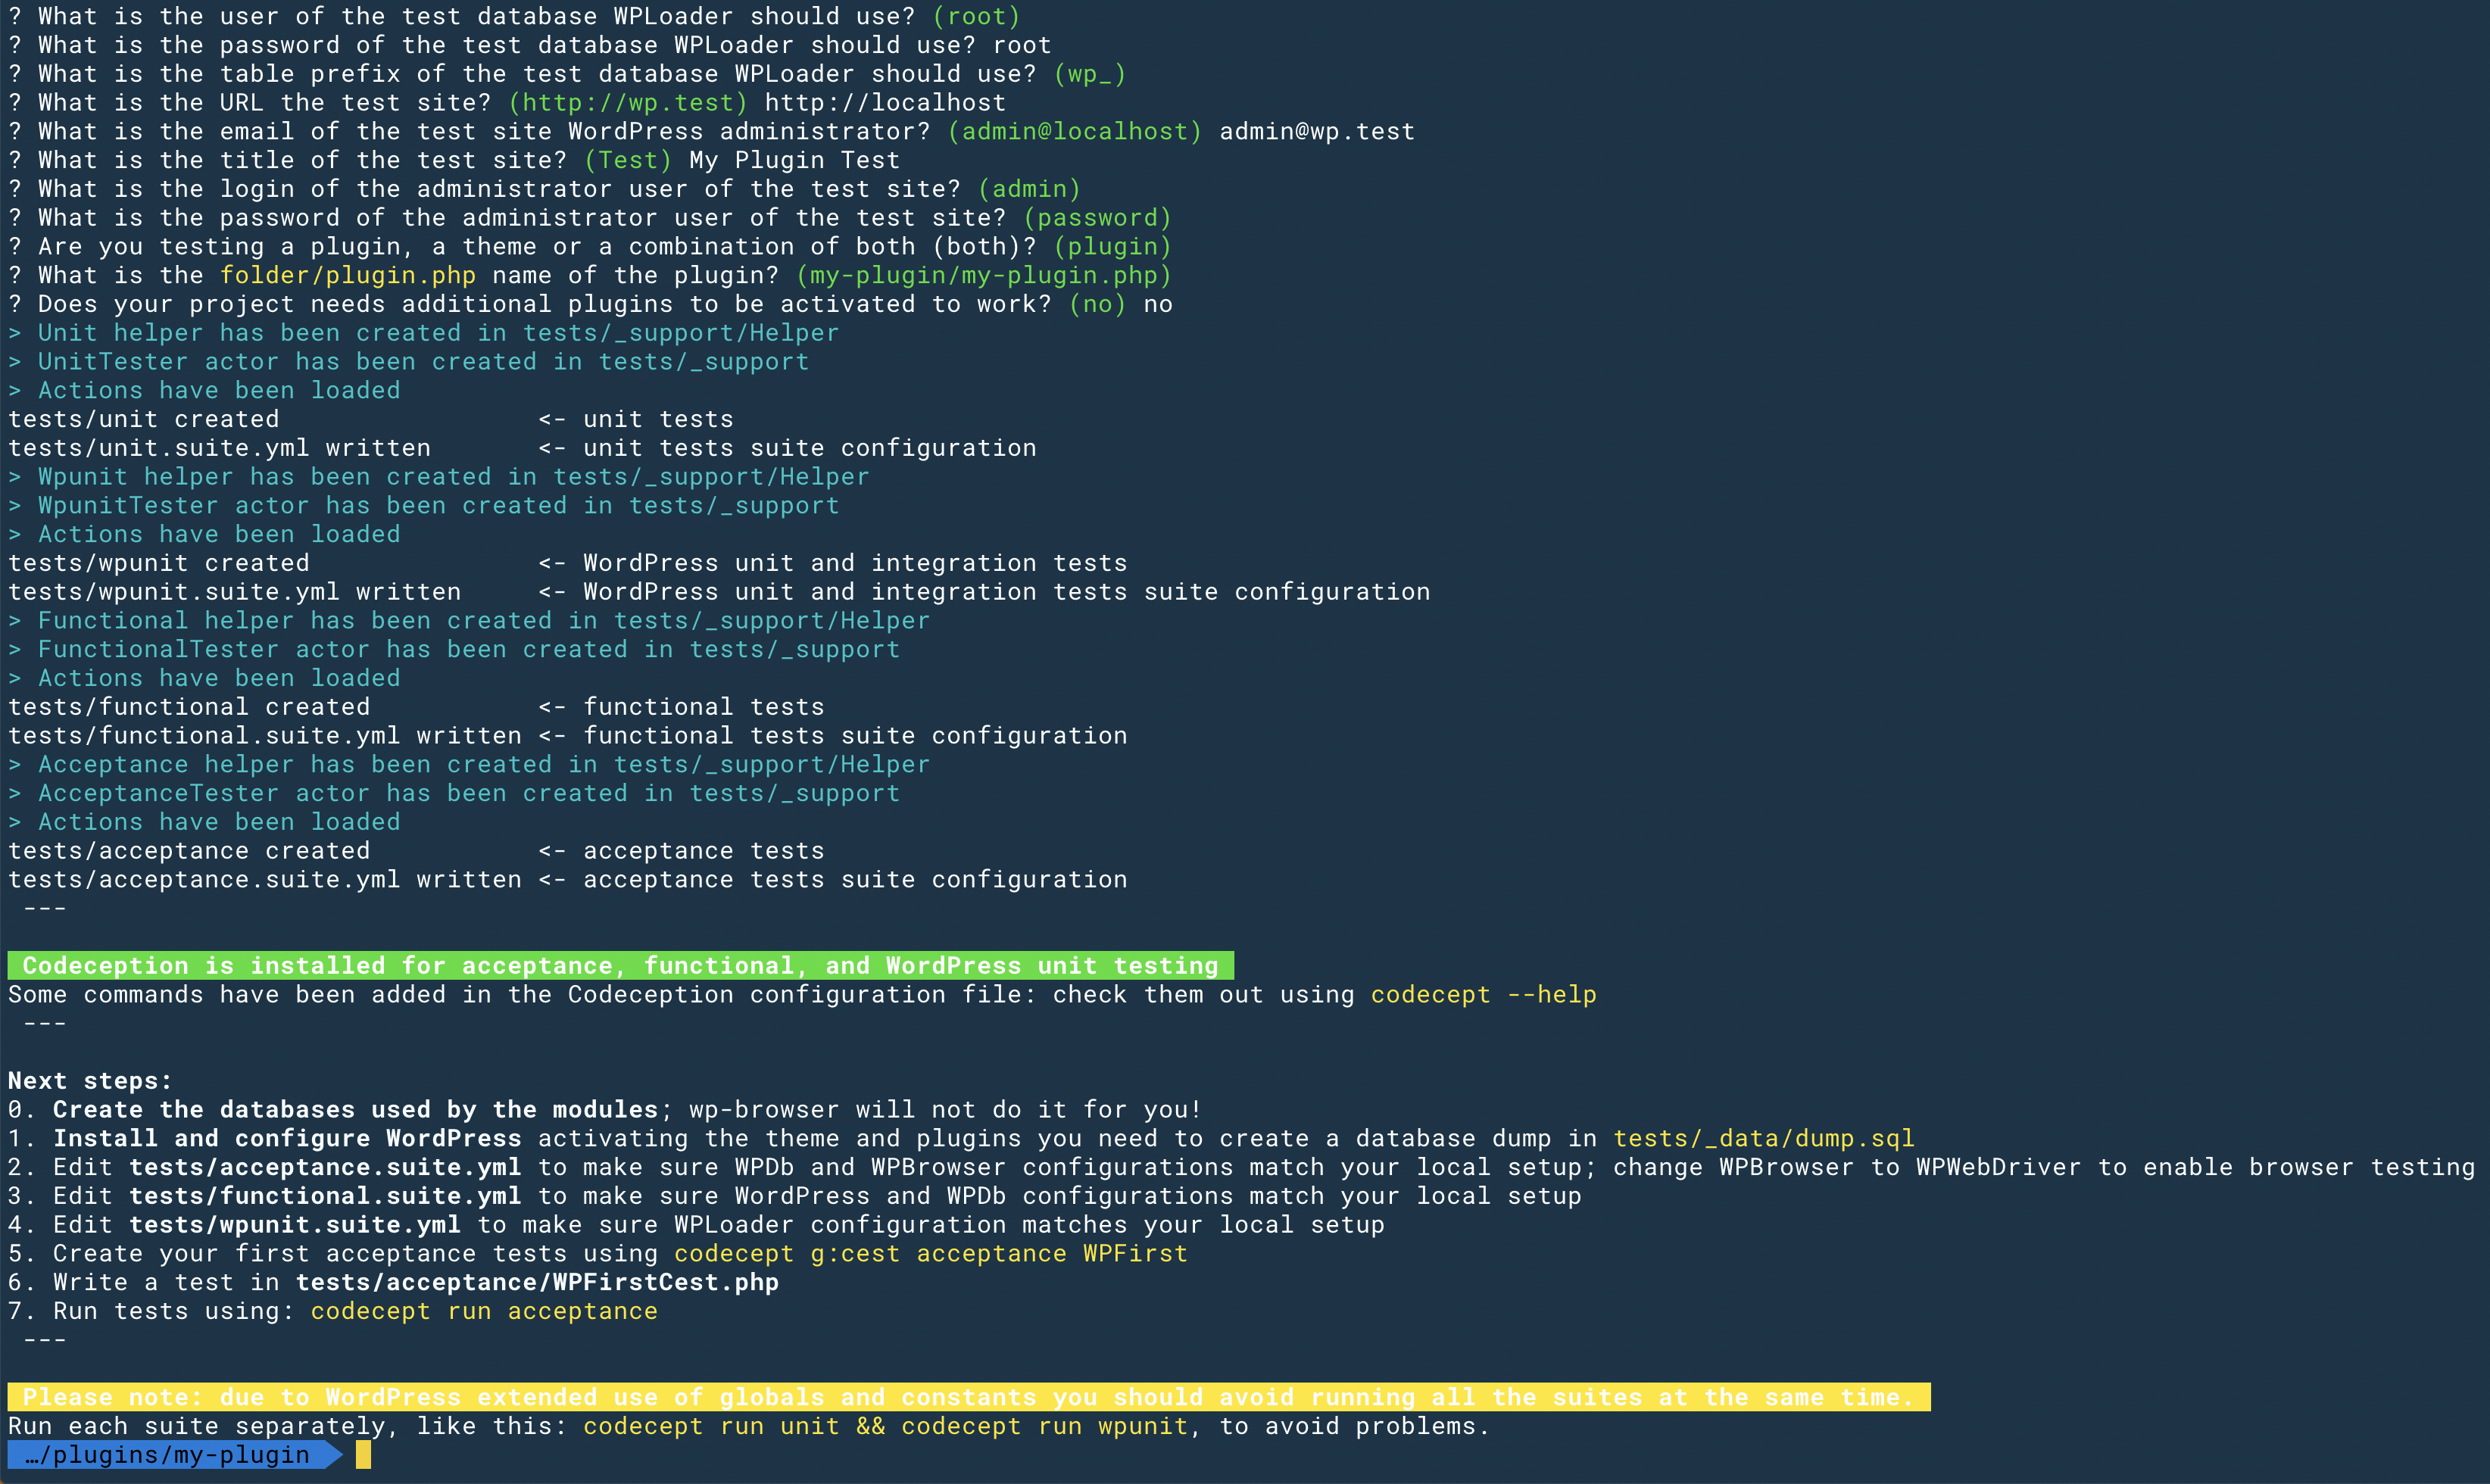 ? What is the user of the test database WPLoader should use? (root)
? What is the password of the test database WPLoader should use? root
? What is the table prefix of the test database WPLoader should use? (wp_)
? What is the URL the test site? (http://wp.test) http://localhost
? What is the email of the test site WordPress administrator? (admin@localhost) admin@wp.test
? What is the title of the test site? (Test) My Plugin Test
? What is the login of the administrator user of the test site? (admin)
? What is the password of the administrator user of the test site? (password)
? Are you testing a plugin, a theme or a combination of both (both)? (plugin)
? What is the folder/plugin.php name of the plugin? (my-plugin/my-plugin.php)
? Does your project needs additional plugins to be activated to work? (no) no
> Unit helper has been created in tests/_support/Helper
> UnitTester actor has been created in tests/_support
> Actions have been loaded
tests/unit created                 <- unit tests
tests/unit.suite.yml written       <- unit tests suite configuration
> Wpunit helper has been created in tests/_support/Helper
> WpunitTester actor has been created in tests/_support
> Actions have been loaded
tests/wpunit created               <- WordPress unit and integration tests
tests/wpunit.suite.yml written     <- WordPress unit and integration tests suite configuration
> Functional helper has been created in tests/_support/Helper
> FunctionalTester actor has been created in tests/_support
> Actions have been loaded
tests/functional created           <- functional tests
tests/functional.suite.yml written <- functional tests suite configuration
> Acceptance helper has been created in tests/_support/Helper
> AcceptanceTester actor has been created in tests/_support
> Actions have been loaded
tests/acceptance created           <- acceptance tests
tests/acceptance.suite.yml written <- acceptance tests suite configuration
---
Codeception is installed for acceptance, functional, and WordPress unit testing
Some commands have been added in the Codeception configuration file: check them out using codecept --help
---
Next steps:
0. Create the databases used by the modules; wp-browser will not do it for you!
1. Install and configure WordPress activating the theme and plugins you need to create a database dump in tests/_data/dump.sql
2. Edit tests/acceptance.suite.yml to make sure WPDb and WPBrowser configurations match your local setup; change WPBrowser to WPWebDriver to enable browser testing
3. Edit tests/functional.suite.yml to make sure WordPress and WPDb configurations match your local setup
4. Edit tests/wpunit.suite.yml to make sure WPLoader configuration matches your local setup
5. Create your first acceptance tests using codecept g:cest acceptance WPFirst
6. Write a test in tests/acceptance/WPFirstCest.php
7. Run tests using: codecept run acceptance
---
Please note: due to WordPress extended use of globals and constants you should avoid running all the suites at the same time.
Run each suite separately, like this: codecept run unit && codecept run wpunit, to avoid problems.
…/plugins/my-plugin